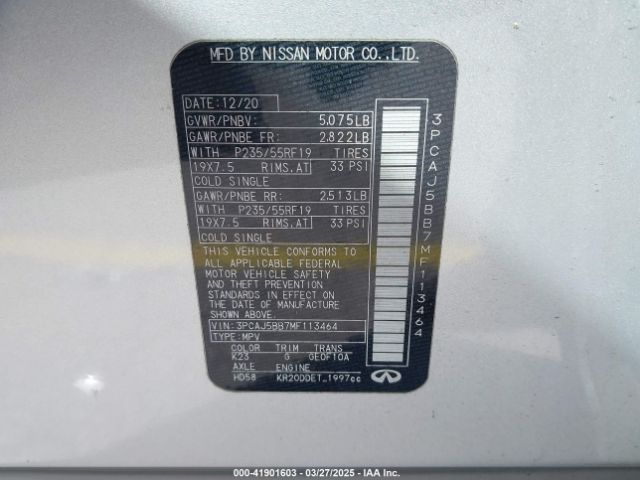 MFD BY NISSAN MOTOR CO.,LTD.
DATE: 12/20
GVWR/PNBV: 5.075LB
GAWR/PNBE FR: 2.822LB
WITH P235/55RF19 TIRES
19X7.5 RIMS.AT 33 PSI
COLD SINGLE
GAWR/PNBE RR: 2.513LB
WITH P235/55RF19 TIRES
19X7.5 RIMS.AT 33 PSI
COLD SINGLE
THIS VEHICLE CONFORMS TO
ALL APPLICABLE FEDERAL
MOTOR VEHICLE SAFETY
AND THEFT PREVENTION
STANDARDS IN EFFECT ON
THE DATE OF MANUFACTURE
SHOWN ABOVE.
VIN: 3PCAJ5BB7MF113464
TYPE: MPV
COLOR TRIM TRANS
K23 G GE0F10A
AXLE ENGINE
HD58 KR20DDET 1997cc
3PCAJ5BB7MF113464
00-41901603 - 03/27/2025 - IAA Inc.